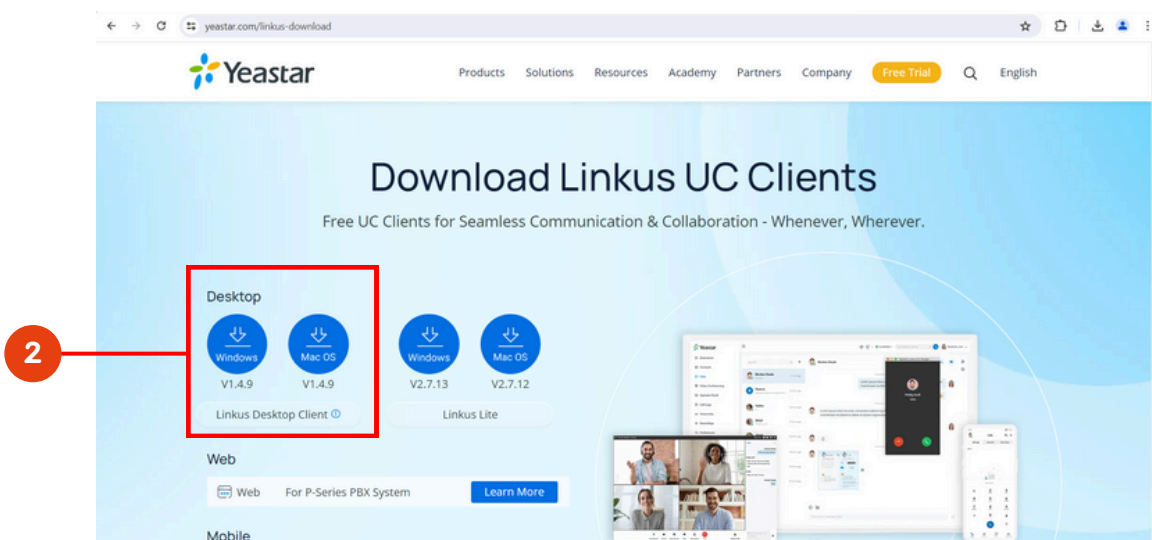 yeastar.com/linkus-download
Yeastar
Products Solutions Resources Academy Partners Company Free Trial English
Download Linkus UC Clients
Free UC Clients for Seamless Communication & Collaboration - Whenever, Wherever.
Desktop
Windows Mac OS Windows Mac OS
V1.4.9 V1.4.9 V2.7.13 V2.7.12
2
Linkus Desktop Client Linkus Lite
Web
Web For P-Series PBX System Learn More
Mobile
Yeastar